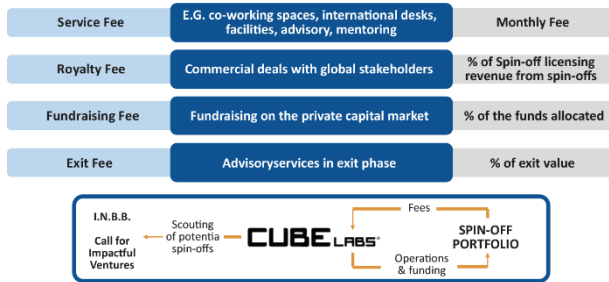 Service Fee
E.G. co-working spaces, international desks,
facilities, advisory, mentoring
Monthly Fee
Royalty Fee
Commercial deals with global stakeholders
% of Spin-off licensing
revenue from spin-offs
Fundraising Fee
Fundraising on the private capital market
% of the funds allocated
Exit Fee
Advisoryservices in exit phase
% of exit value
I.N.B.B.
Call for
Impactful
Ventures
Scouting
of potentia
spin-offs
CUBE LABS®
Fees
Operations
& funding
SPIN-OFF
PORTFOLIO